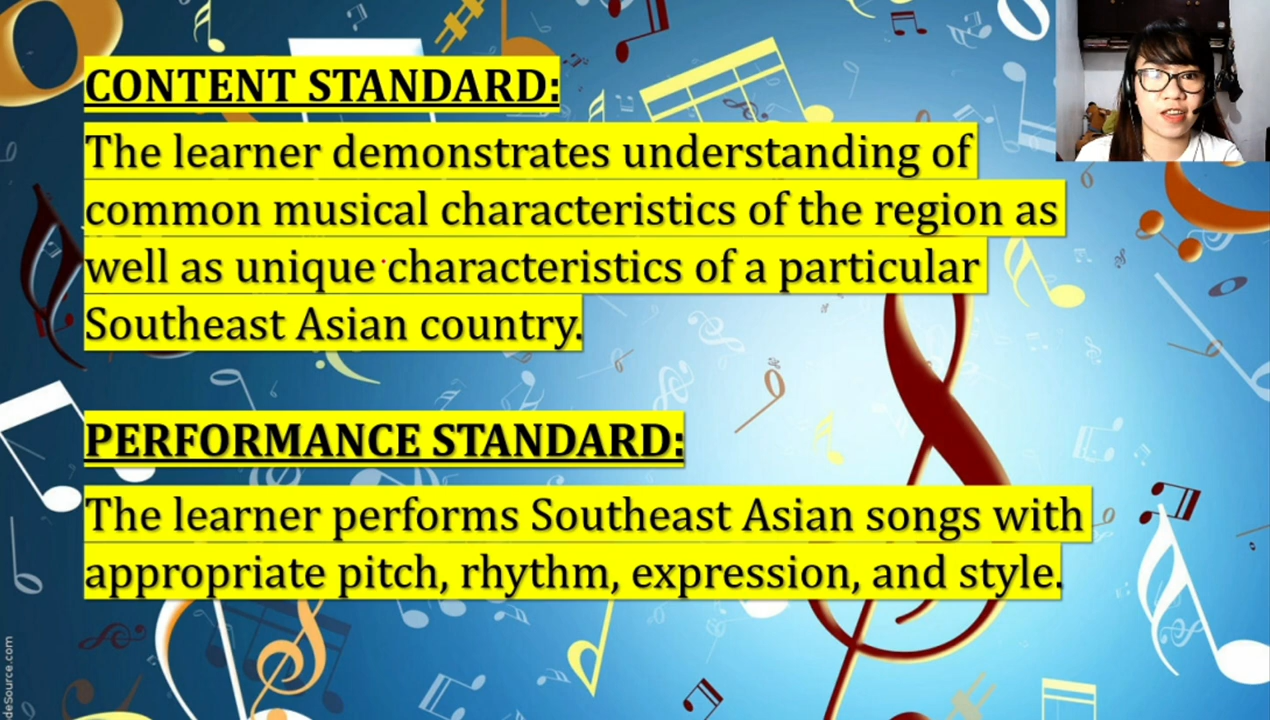 CONTENT STANDARD:
The learner demonstrates understanding of
common musical characteristics of the region as
well as unique characteristics of a particular
Southeast Asian country.
PERFORMANCE STANDARD:
The learner performs Southeast Asian songs with
appropriate pitch, rhythm, expression, and style.